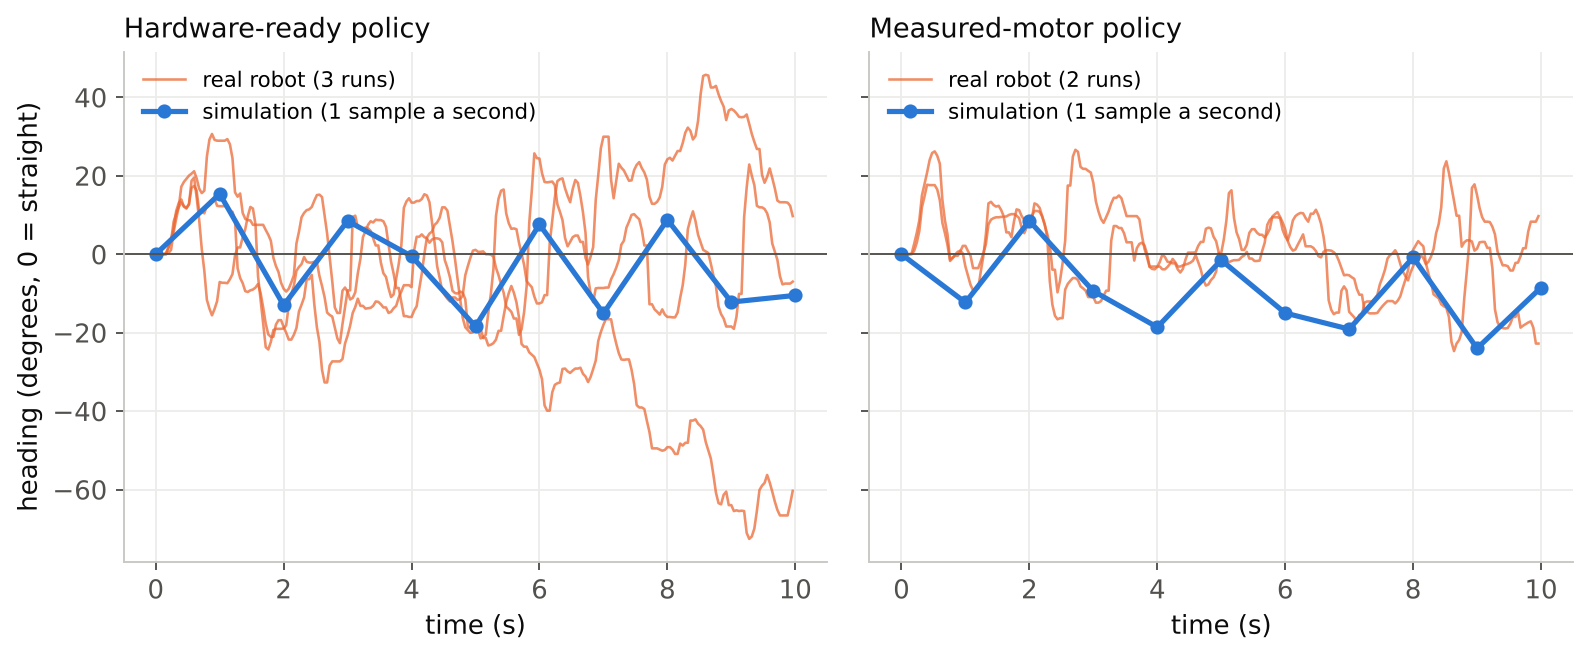 Hardware-ready policy
real robot (3 runs)
simulation (1 sample a second)
heading (degrees, 0 = straight)
40
20
0
−20
−40
−60
0 2 4 6 8 10
time (s)
Measured-motor policy
real robot (2 runs)
simulation (1 sample a second)
0 2 4 6 8 10
time (s)